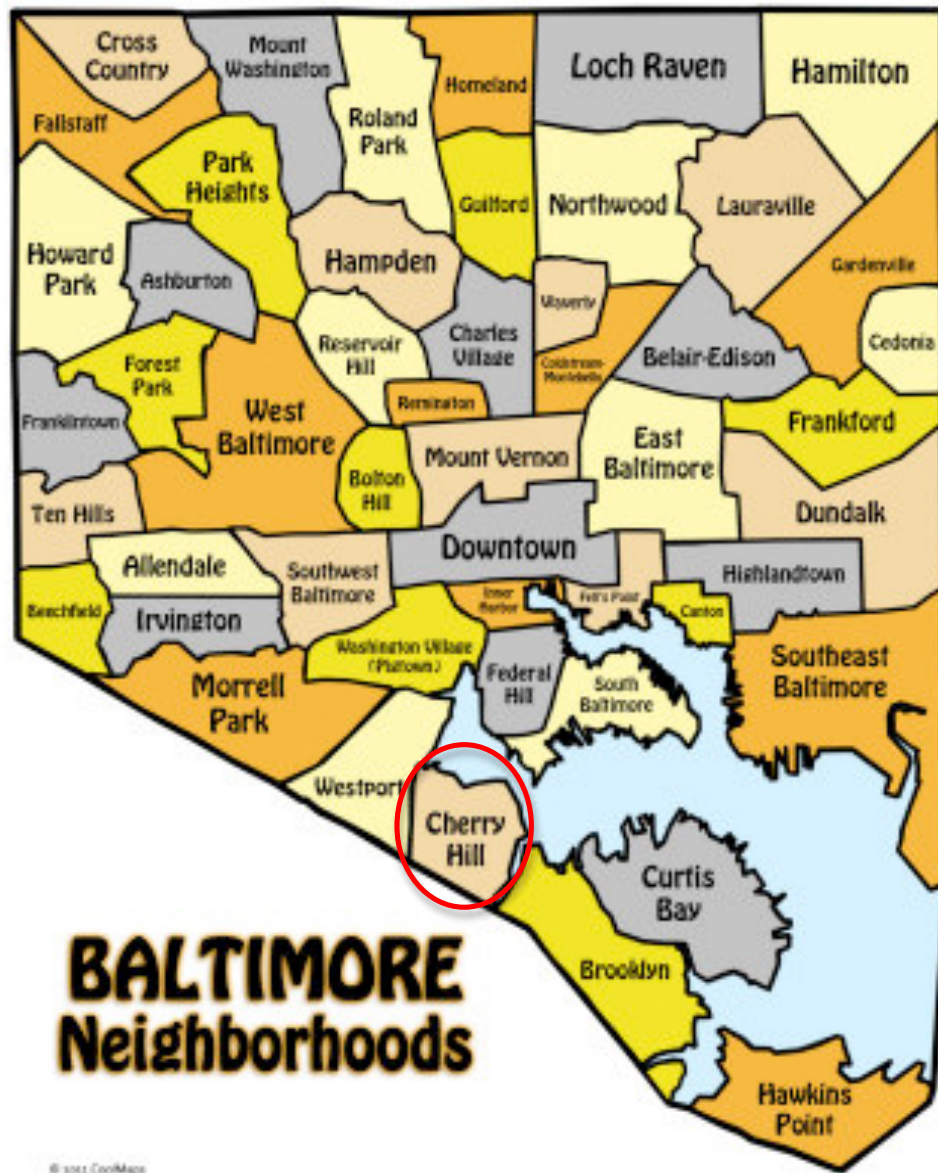 Cross
Country
Mount
Washington
Roland
Park
Homeland
Loch Raven
Hamilton
Fallstaff
Park
Heights
Guilford
Northwood
Lauraville
Howard
Park
Ashburton
Hampden
Gardenville
Waverly
Reservoir
Hill
Charles
Village
Belair-Edison
Cedonia
Forest
Park
Coldstream-
Montebello
Franklintown
West
Baltimore
Remington
Frankford
East
Baltimore
Mount Vernon
Bolton
Hill
Ten Hills
Dundalk
Downtown
Allendale
Southwest
Baltimore
Highlandtown
Inner
Harbor
Fell's Point
Canton
Beechfield
Irvington
Washington Village
(Pigtown)
Federal
Hill
South
Baltimore
Southeast
Baltimore
Morrell
Park
Westport
Cherry
Hill
Curtis
Bay
Brooklyn
BALTIMORE
Neighborhoods
Hawkins
Point